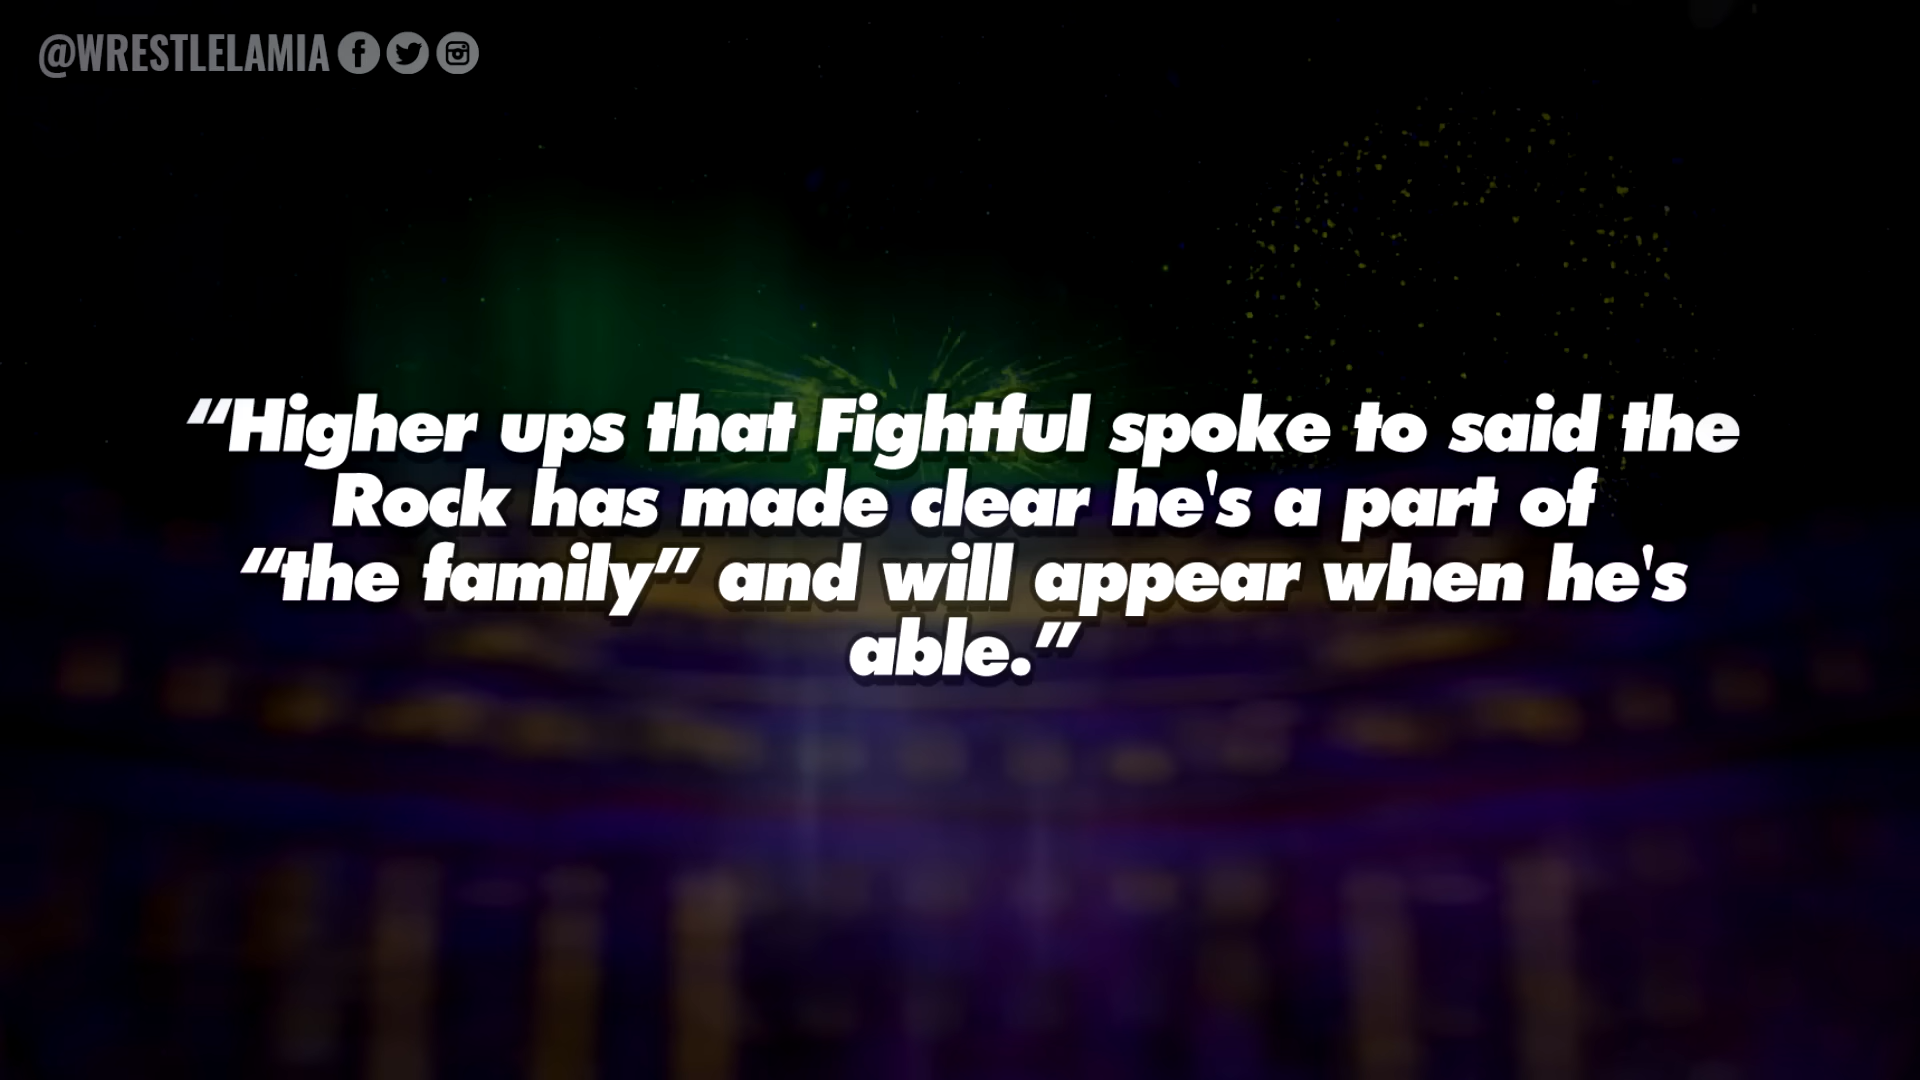 @WRESTLELAMIA
“Higher ups that Fightful spoke to said the
Rock has made clear he's a part of
“the family” and will appear when he's
able.”